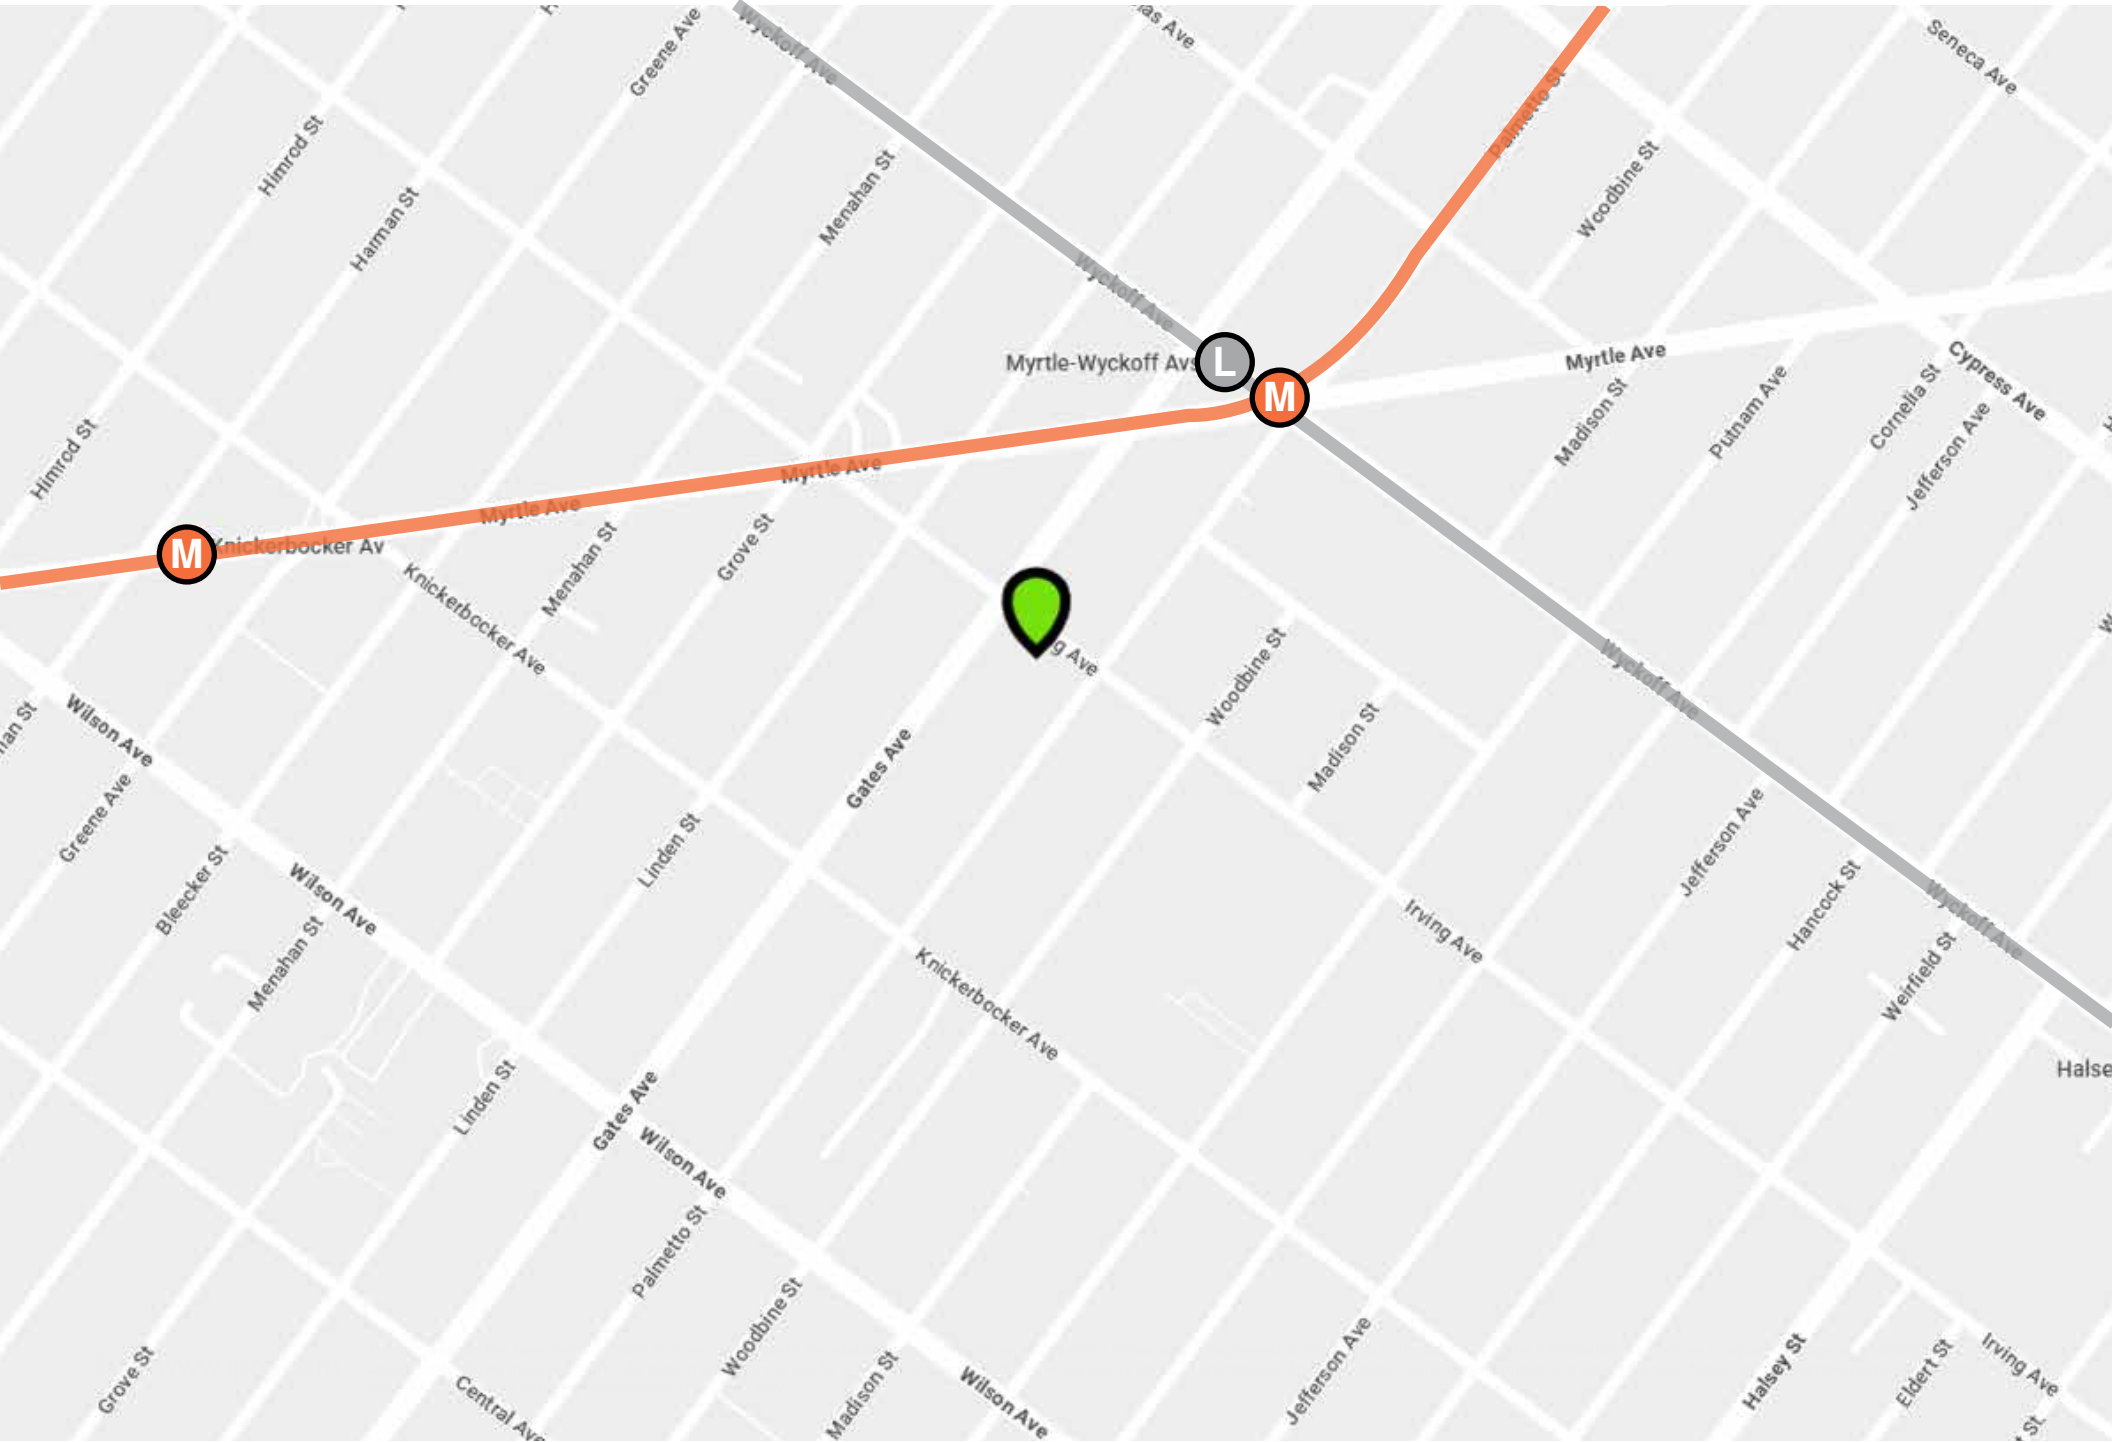 Wyckoff Ave
Greene Ave
as Ave
Seneca Ave
Palmetto St
Himrod St
Harman St
Menahan St
Woodbine St
Wyckoff Ave
Myrtle-Wyckoff Avs
L
M
Myrtle Ave
Cypress Ave
Madison St
Putnam Ave
Cornelia St
Jefferson Ave
Himrod St
Myrtle Ave
Myrtle Ave
M
Knickerbocker Av
Menahan St
Grove St
Knickerbocker Ave
g Ave
Woodbine St
Wyckoff Ave
Wilson Ave
Madison St
Gates Ave
Greene Ave
Bleecker St
Linden St
Jefferson Ave
Hancock St
Wilson Ave
Menahan St
Irving Ave
Wyckoff Ave
Weirfield St
Knickerbocker Ave
Halse
Linden St
Gates Ave
Wilson Ave
Palmetto St
Woodbine St
Grove St
Central Ave
Madison St
Wilson Ave
Jefferson Ave
Halsey St
Eldert St
Irving Ave
St